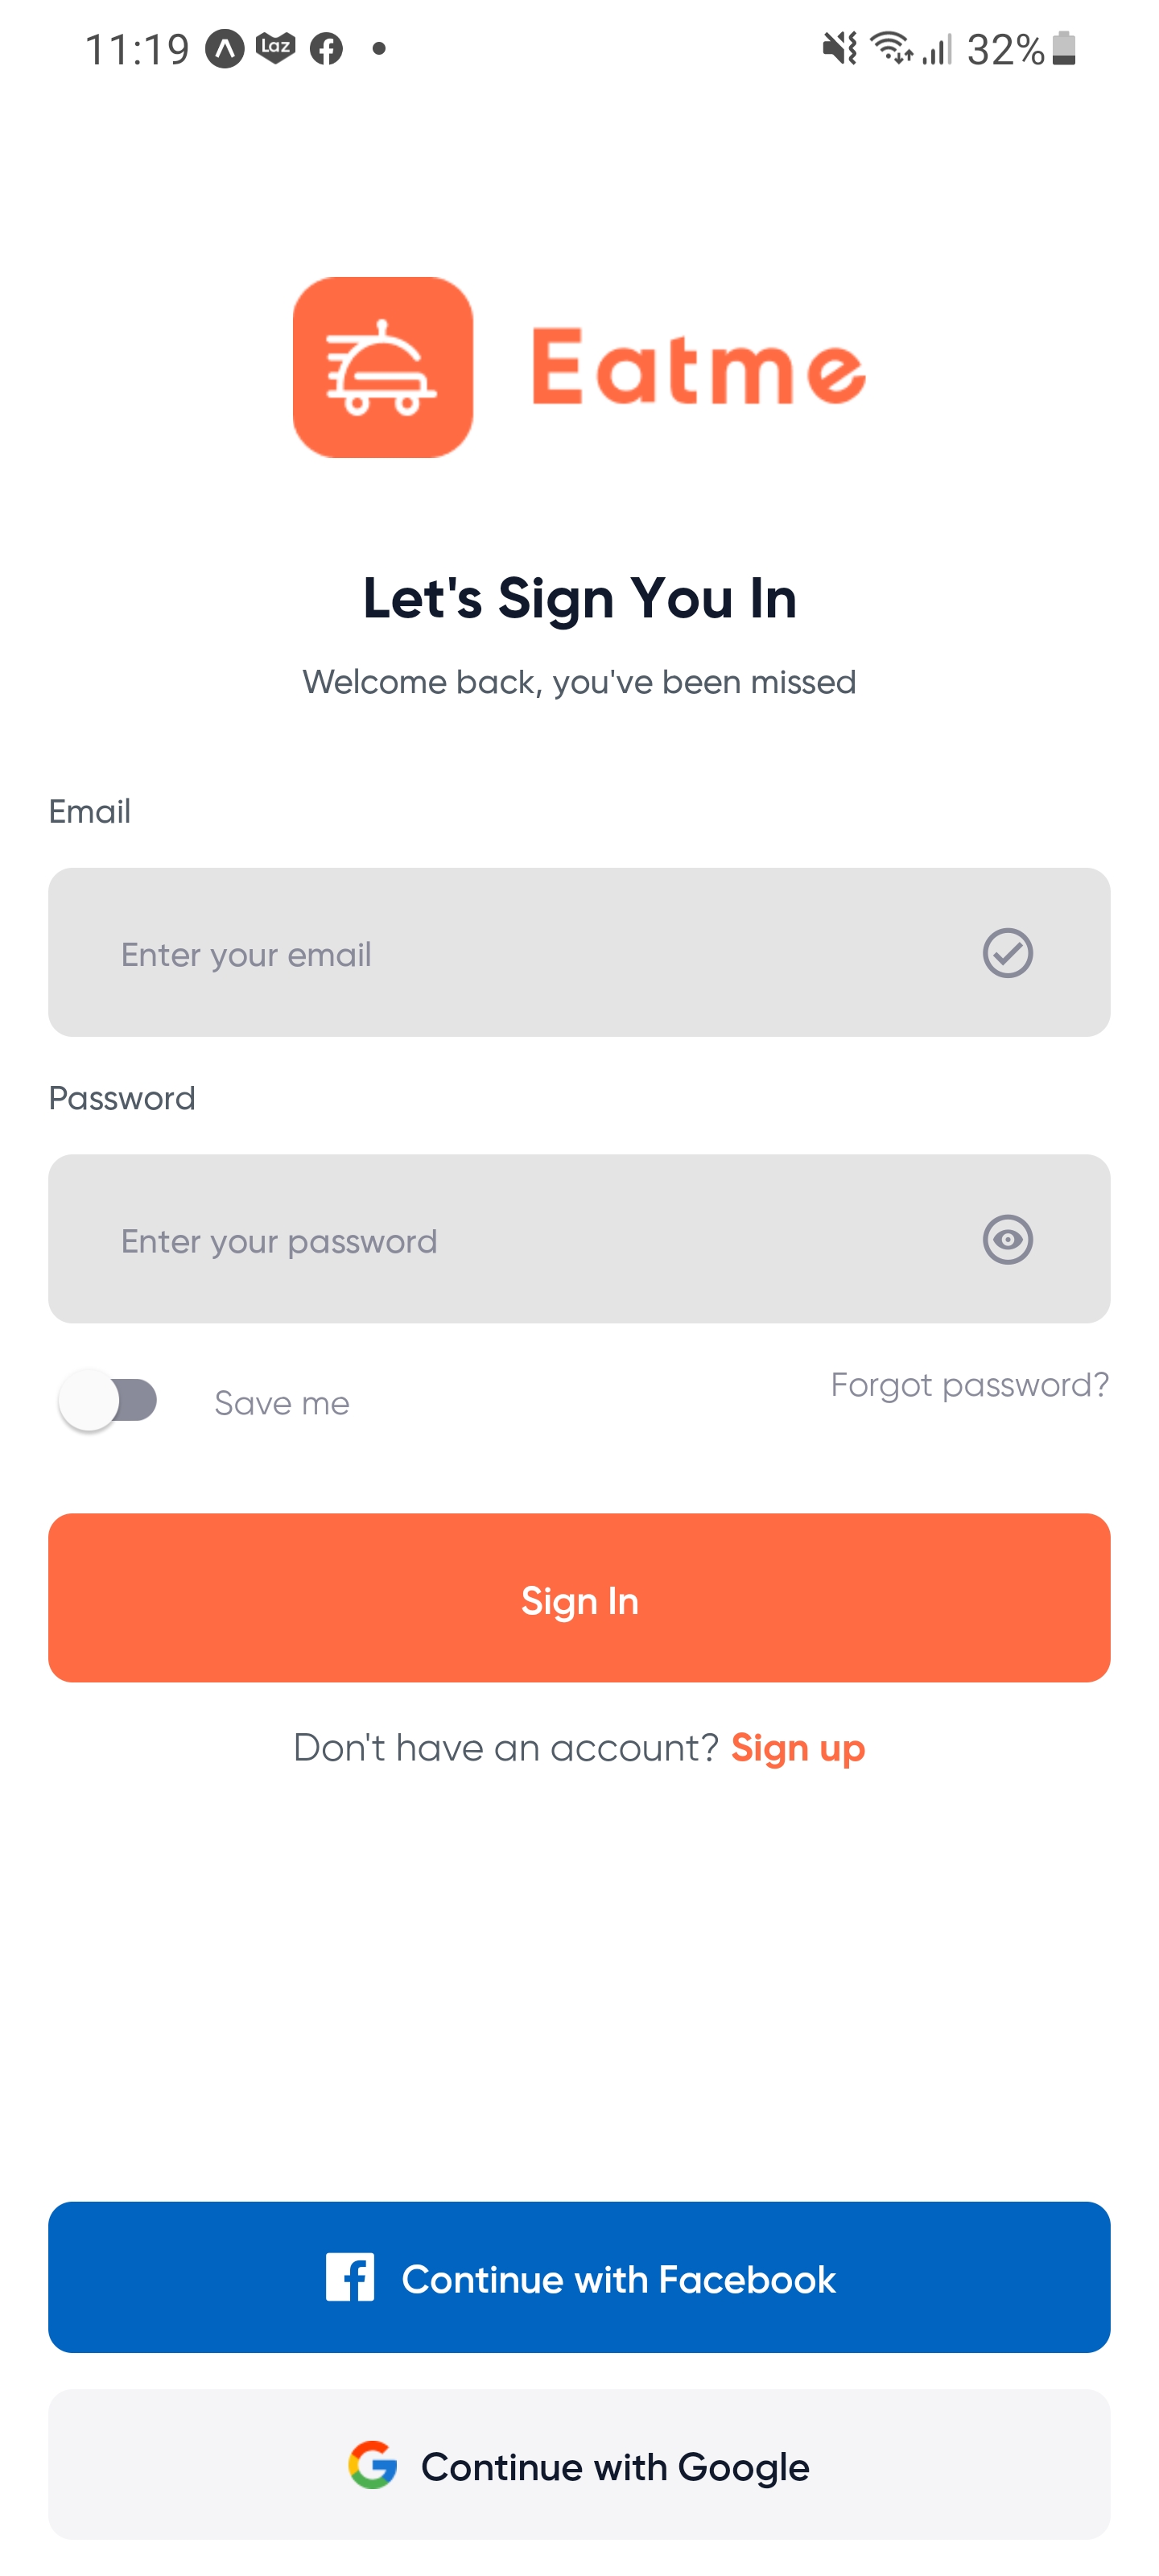 11:19 Laz 32%
Eatme
Let's Sign You In
Welcome back, you've been missed
Email
Enter your email
Password
Enter your password
Save me
Forgot password?
Sign In
Don't have an account? Sign up
Continue with Facebook
Continue with Google